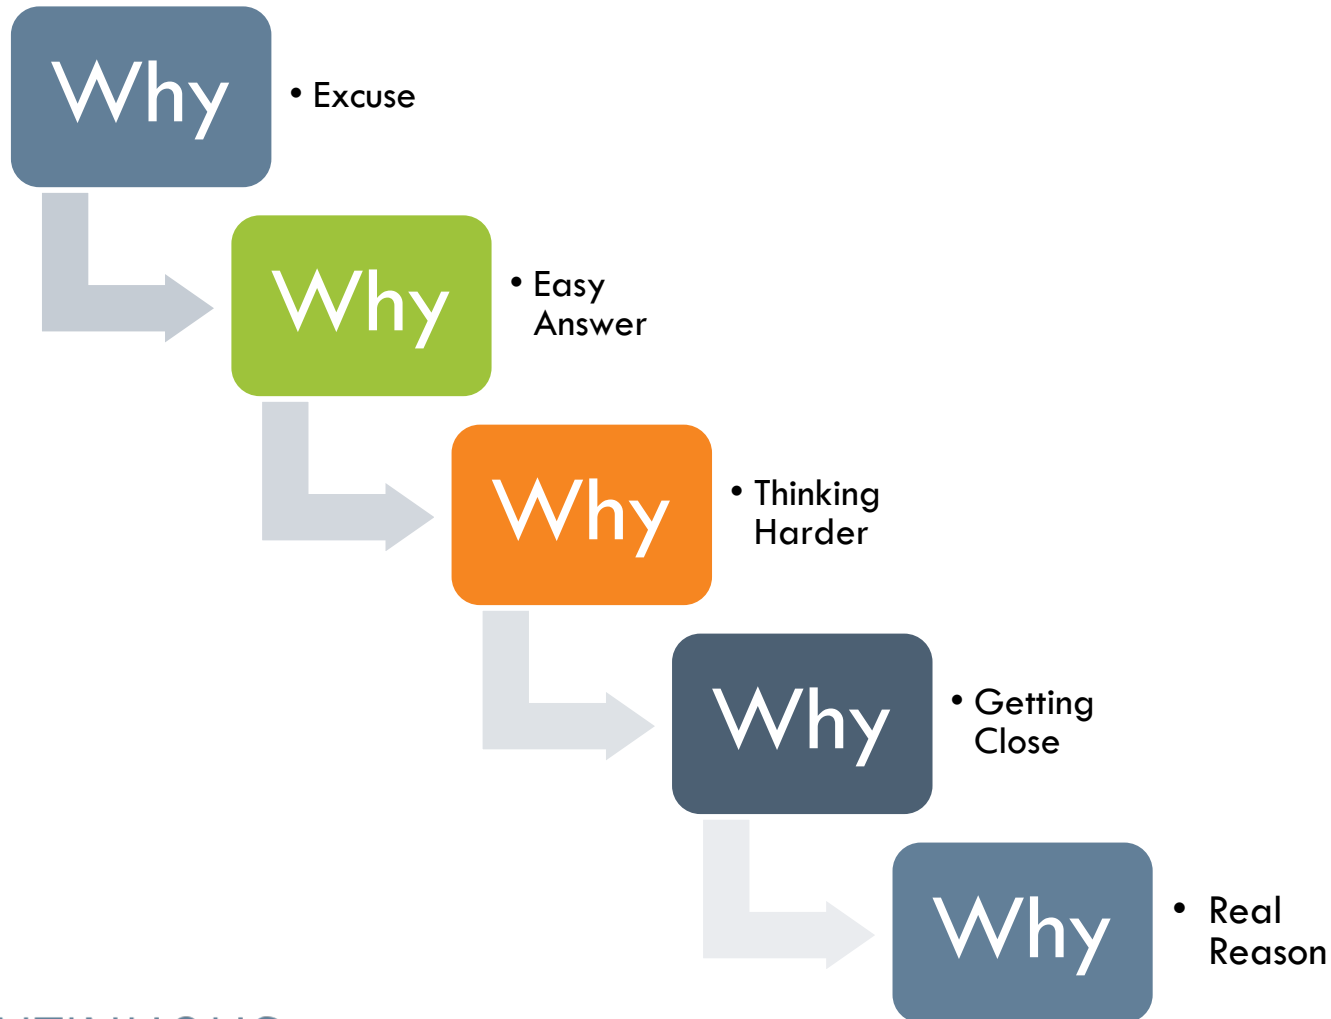 Why
• Excuse
Why
• Easy
Answer
Why
• Thinking
Harder
Why
• Getting
Close
Why
• Real
Reason